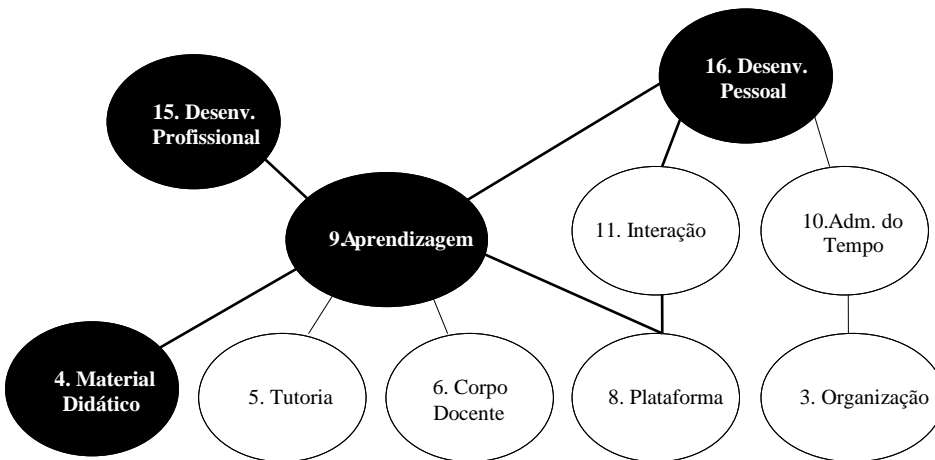 16. Desenv.
Pessoal
15. Desenv.
Profissional
9.Aprendizagem
11. Interação
10.Adm. do
Tempo
4. Material
Didático
5. Tutoria
6. Corpo
Docente
8. Plataforma
3. Organização